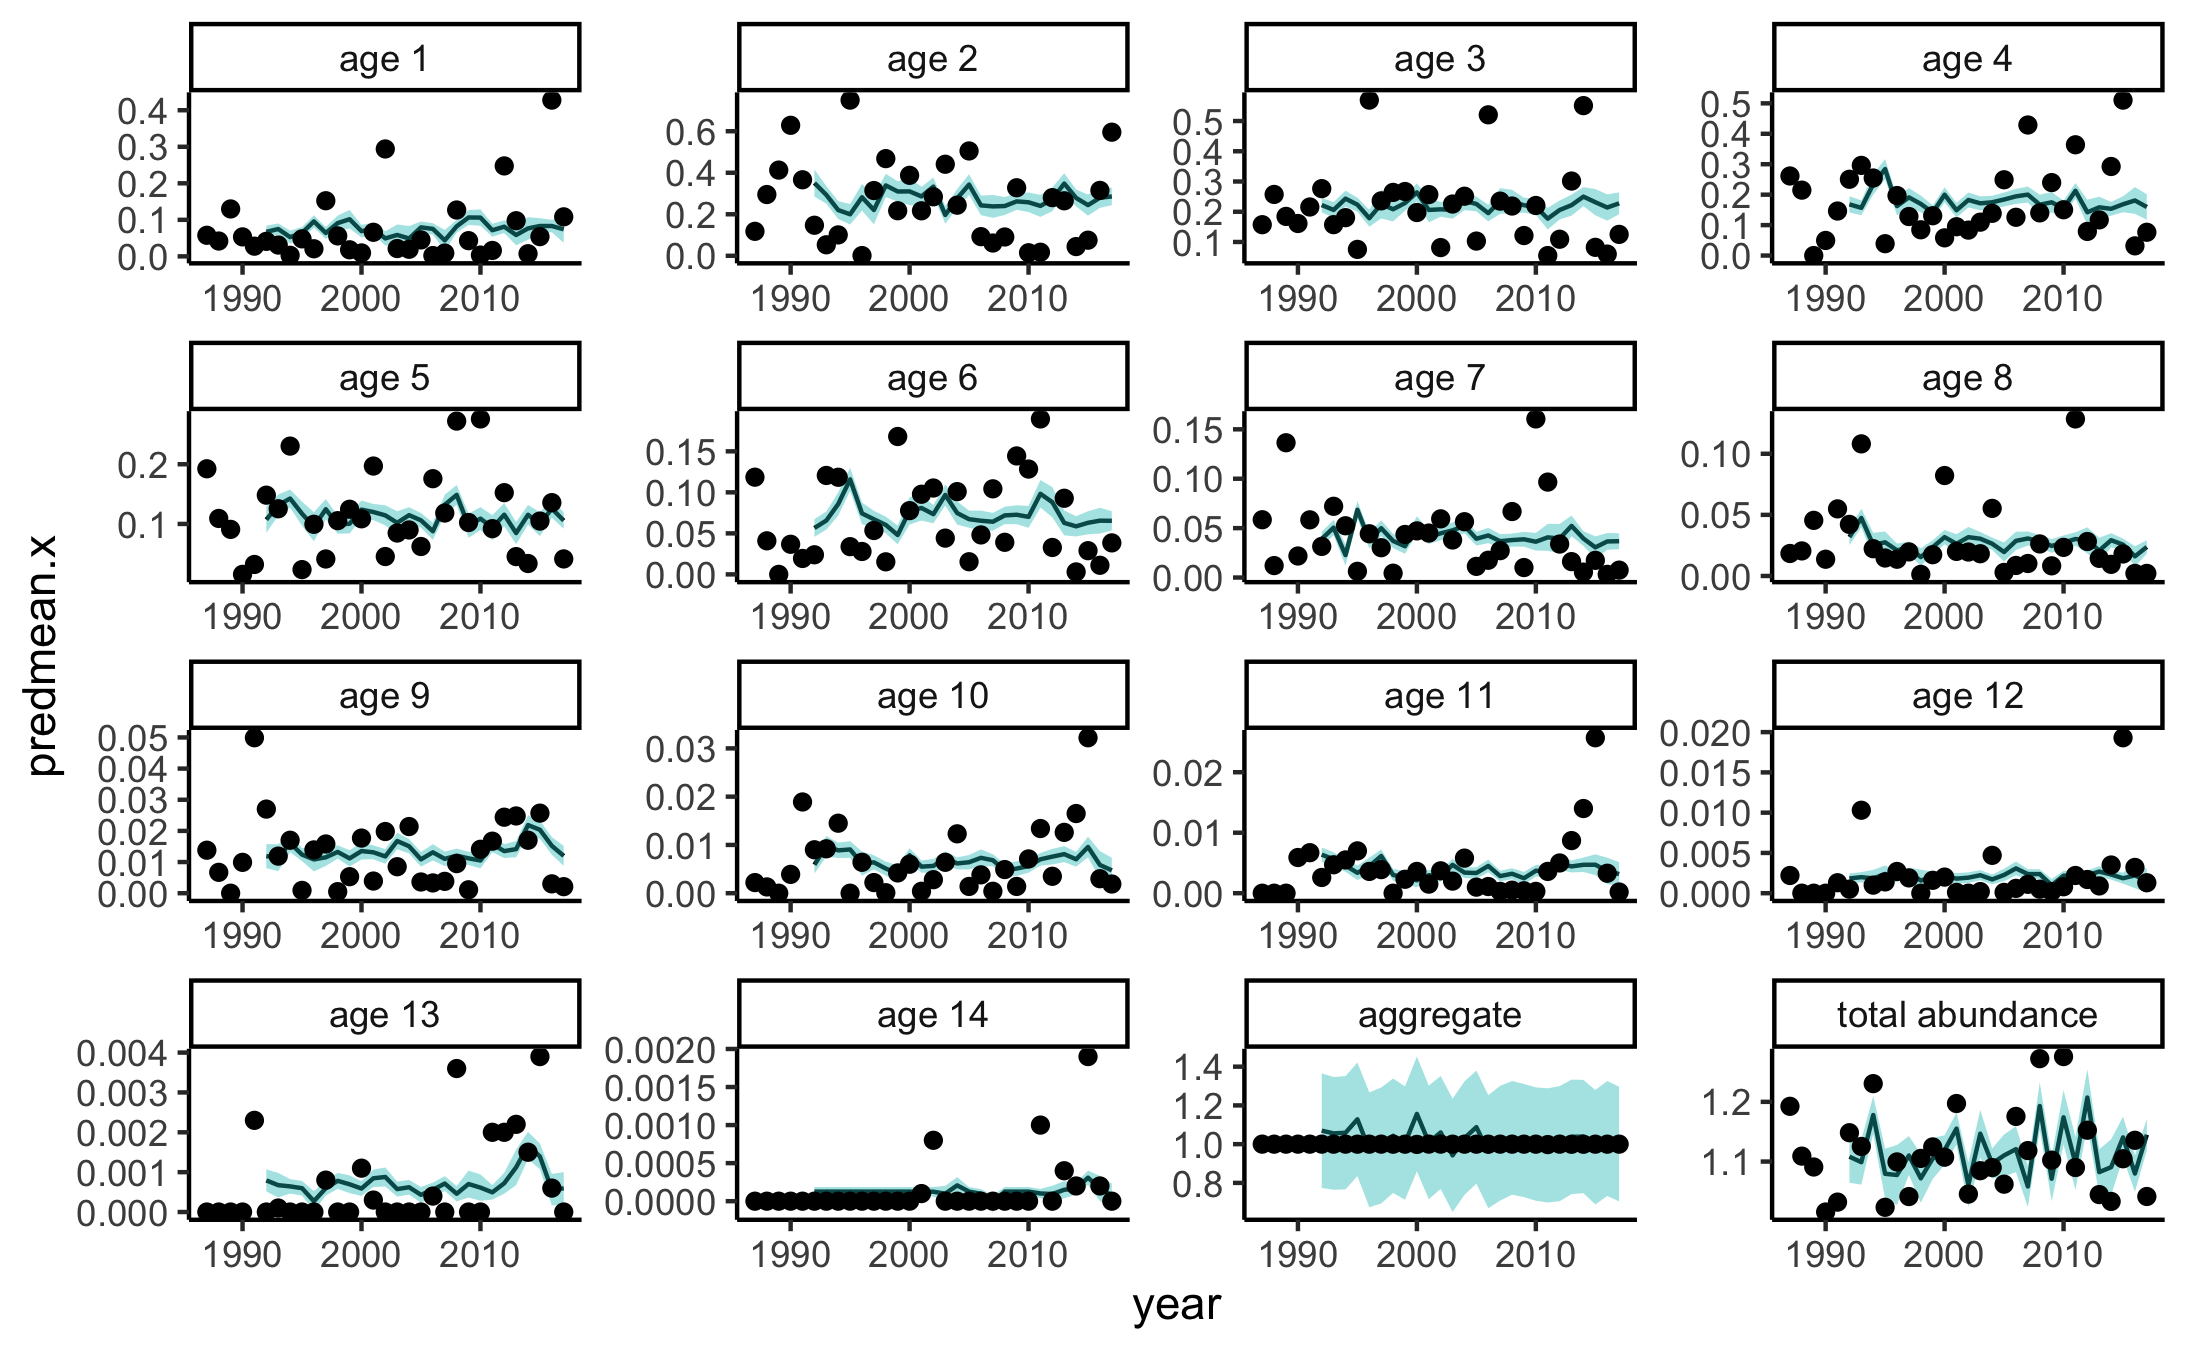 age 1
age 2
age 3
age 4
0.4
0.3
0.2
0.1
0.0
0.6
0.4
0.2
0.0
0.5
0.4
0.3
0.2
0.1
0.5
0.4
0.3
0.2
0.1
0.0
1990 2000 2010
1990 2000 2010
1990 2000 2010
1990 2000 2010
age 5
age 6
age 7
age 8
0.2
0.1
0.15
0.10
0.05
0.00
0.15
0.10
0.05
0.00
0.10
0.05
0.00
1990 2000 2010
1990 2000 2010
1990 2000 2010
1990 2000 2010
predmean.x
age 9
age 10
age 11
age 12
0.05
0.04
0.03
0.02
0.01
0.00
0.03
0.02
0.01
0.00
0.02
0.01
0.00
0.020
0.015
0.010
0.005
0.000
1990 2000 2010
1990 2000 2010
1990 2000 2010
1990 2000 2010
age 13
age 14
aggregate
total abundance
0.004
0.003
0.002
0.001
0.000
0.0020
0.0015
0.0010
0.0005
0.0000
1.4
1.2
1.0
0.8
1.2
1.1
1990 2000 2010
1990 2000 2010
1990 2000 2010
1990 2000 2010
year